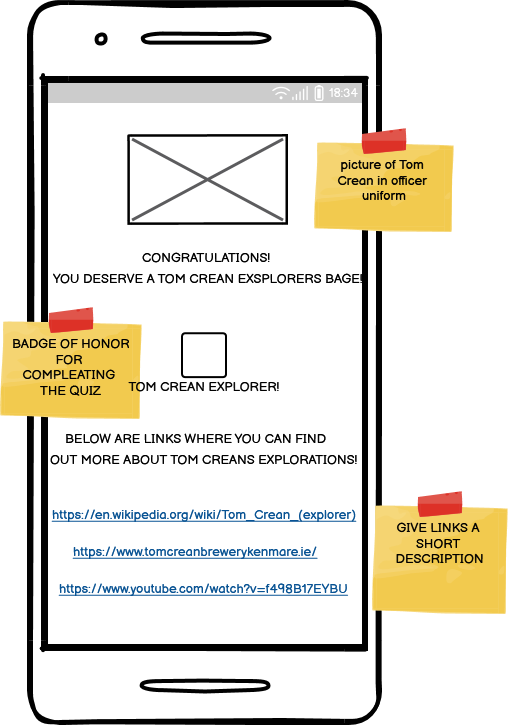 18:34
picture of Tom
Crean in officer
uniform
CONGRATULATIONS!
YOU DESERVE A TOM CREAN EXSPLORERS BAGE!
BADGE OF HONOR
FOR
COMPLEATING
THE QUIZ
TOM CREAN EXPLORER!
BELOW ARE LINKS WHERE YOU CAN FIND
OUT MORE ABOUT TOM CREANS EXPLORATIONS!
https://en.wikipedia.org/wiki/Tom_Crean_(explorer)
GIVE LINKS A
SHORT
DESCRIPTION
https://www.tomcreanbrewerykenmare.ie/
https://www.youtube.com/watch?v=f498B17EYBU